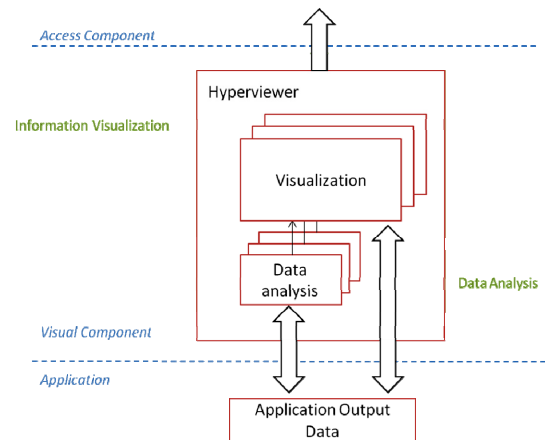 Access Component
Hyperviewer
Information Visualization
Visualization
Data
analysis
Data Analysis
Visual Component
Application
Application Output
Data